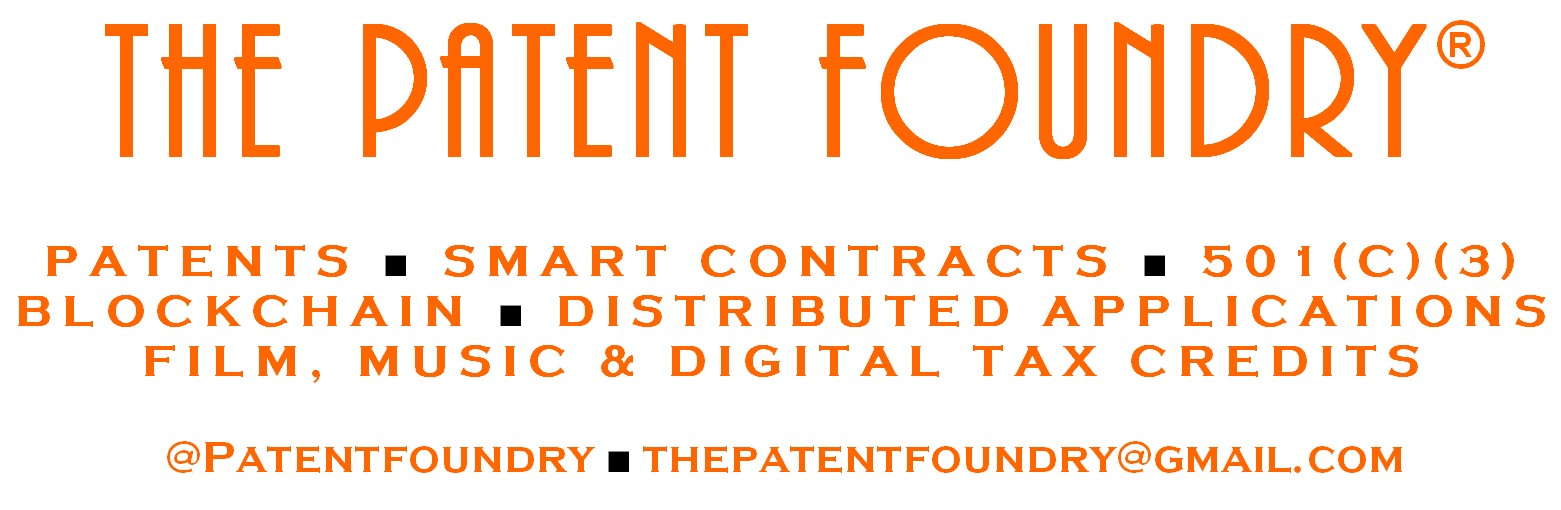 THE PATENT FOUNDRY®
PATENTS ■ SMART CONTRACTS ■ 501(C)(3)
BLOCKCHAIN ■ DISTRIBUTED APPLICATIONS
FILM, MUSIC & DIGITAL TAX CREDITS
@PATENTFOUNDRY ■ THEPATENTFOUNDRY@GMAIL.COM